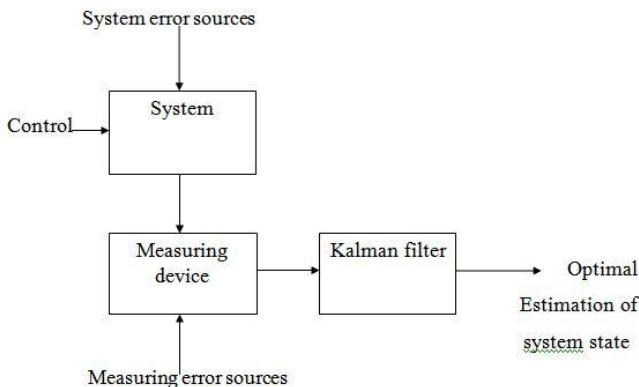 System error sources
System
Control
Measuring
device
Kalman filter
Optimal
Estimation of
system state
Measuring error sources